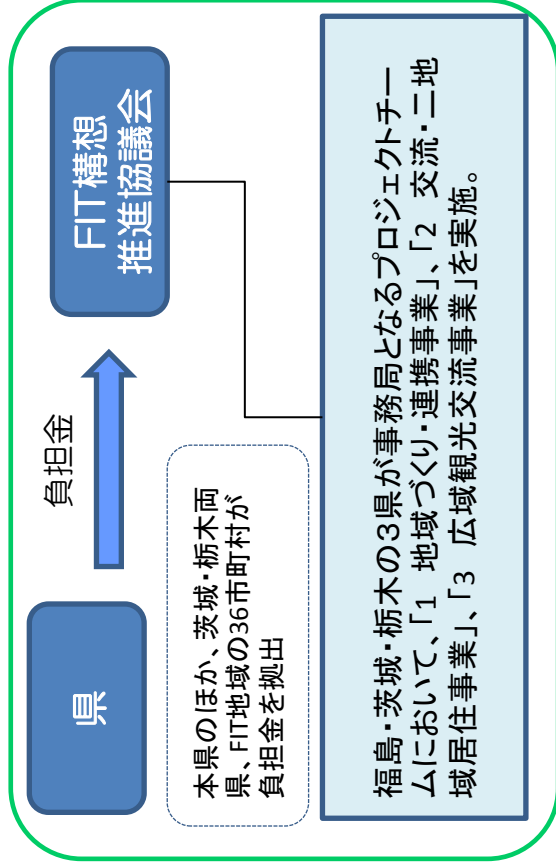 県
負担金
FIT構想
推進協議会
本県のほか、茨城・栃木両
県、FIT地域の36市町村が
負担金を拠出
福島・茨城・栃木の3県が事務局となるプロジェクトチー
ムにおいて、「1　地域づくり・連携事業」、「2　交流・二地
域居住事業」、「3　広域観光交流事業」を実施。